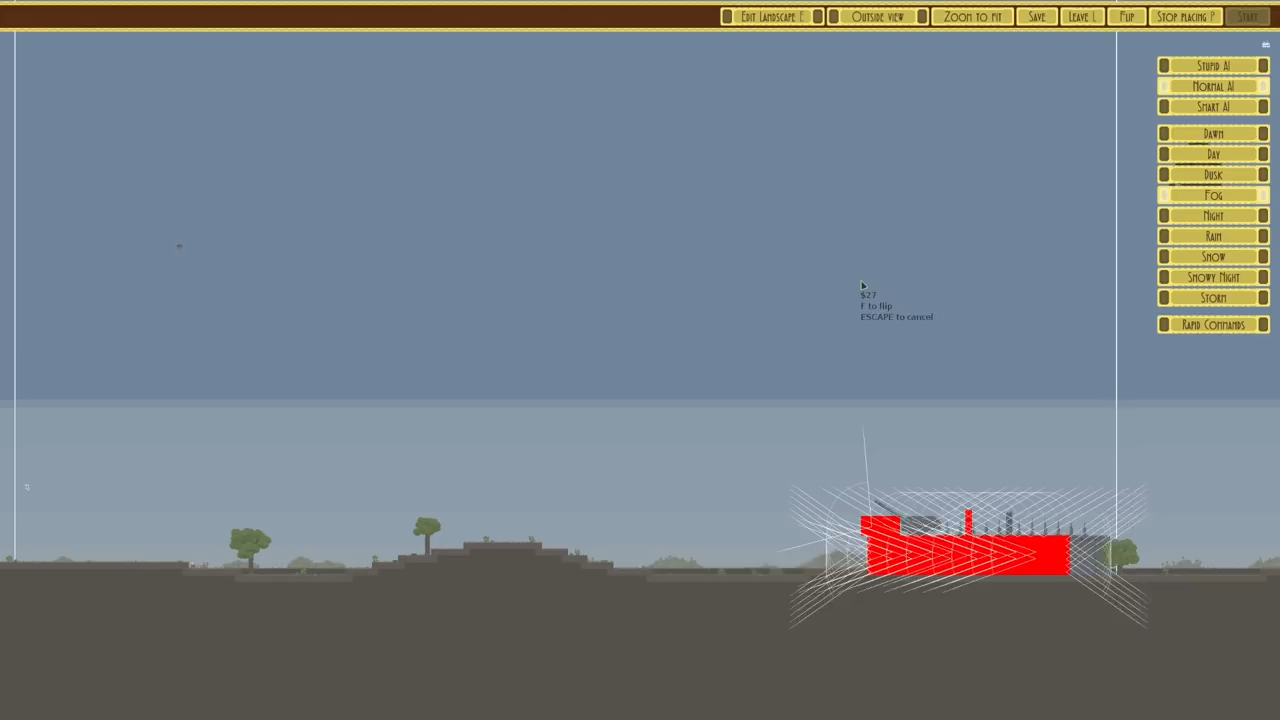 Edit Landscape E
Outside view
Zoom to fit
Save
Leave L
Flip
Stop placing P
Start
Stupid AI
Normal AI
Smart AI
Dawn
Day
Dusk
Fog
Night
Rain
Snow
Snowy Night
Storm
Rapid Commands
$27
F to flip
ESCAPE to cancel